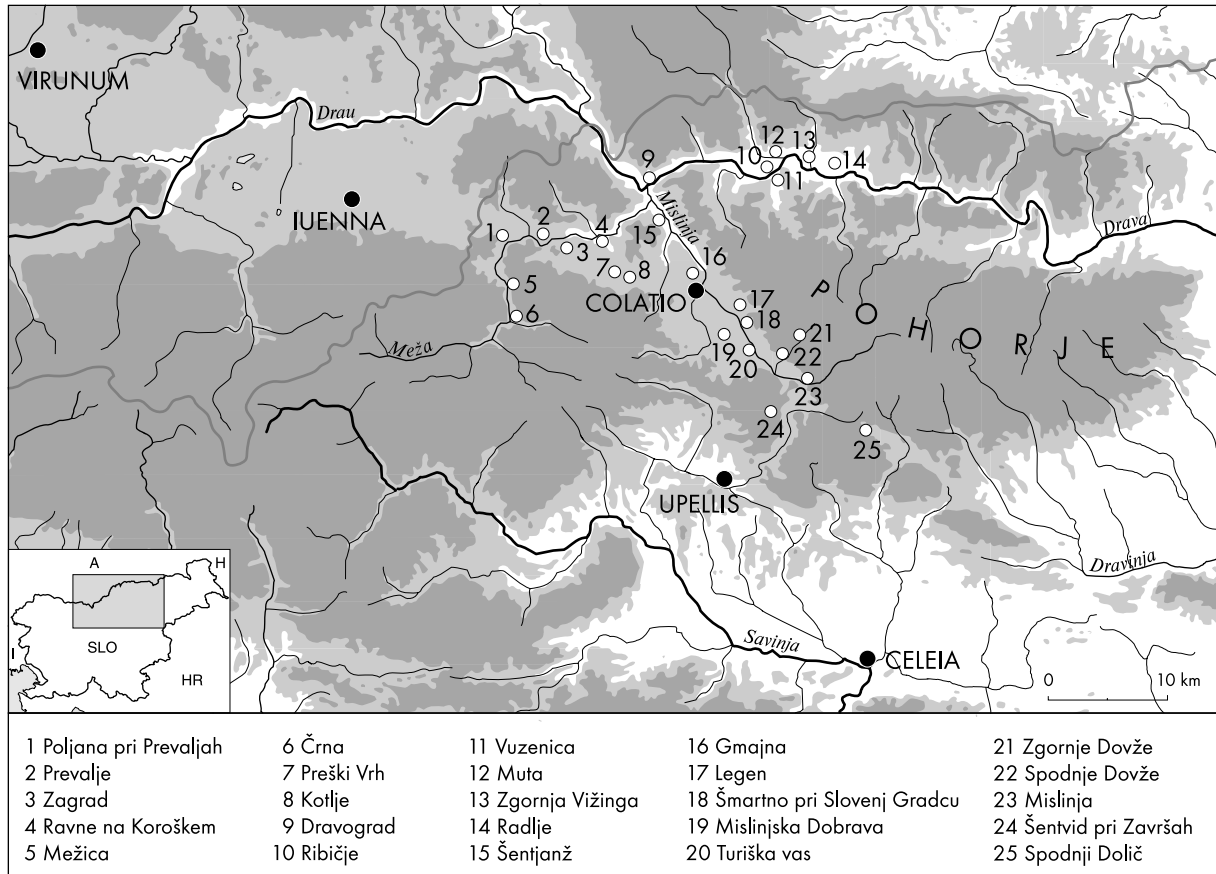 VIRUNUM
Drau
IUENNA
12
13
10
14
9
11
Mislinja
Drava
1
2
15
4
3
16
7
8
5
COLATIO
17
POHORJE
6
18
21
Meža
19
22
20
23
24
25
UPELLIS
Dravinja
A
H
SLO
I
HR
Savinja
CELEIA
0
10 km
1 Poljana pri Prevaljah
2 Prevalje
3 Zagrad
4 Ravne na Koroškem
5 Mežica
6 Črna
7 Preški Vrh
8 Kotlje
9 Dravograd
10 Ribičje
11 Vuzenica
12 Muta
13 Zgornja Vižinga
14 Radlje
15 Šentjanž
16 Gmajna
17 Legen
18 Šmartno pri Slovenj Gradcu
19 Mislinjska Dobrava
20 Turiška vas
21 Zgornje Dovže
22 Spodnje Dovže
23 Mislinja
24 Šentvid pri Završah
25 Spodnji Dolič